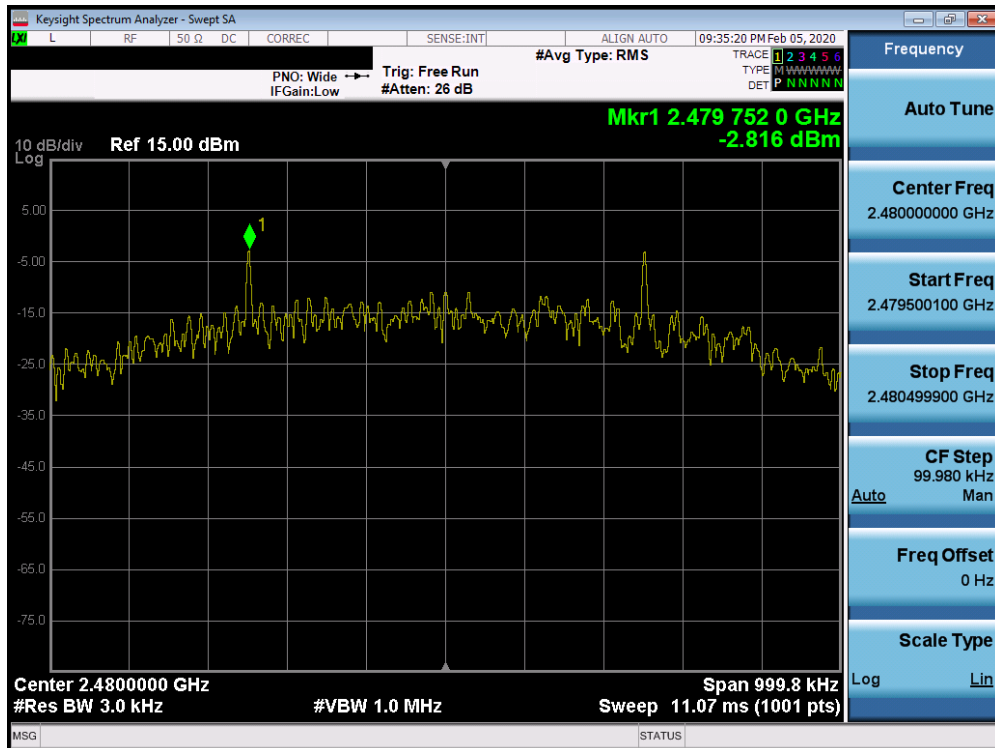 Keysight Spectrum Analyzer - Swept SA
LXI L RF 50 Ω DC CORREC SENSE:INT ALIGN AUTO 09:35:20 PM Feb 05, 2020
#Avg Type: RMS
TRACE 1 2 3 4 5 6
TYPE M W W W W W
DET P N N N N N
PNO: Wide
IFGain:Low
Trig: Free Run
#Atten: 26 dB
Mkr1 2.479 752 0 GHz
-2.816 dBm
10 dB/div
Log
Ref 15.00 dBm
1
5.00
-5.00
-15.0
-25.0
-35.0
-45.0
-55.0
-65.0
-75.0
Center 2.4800000 GHz
#Res BW 3.0 kHz
#VBW 1.0 MHz
Span 999.8 kHz
Sweep 11.07 ms (1001 pts)
MSG
STATUS
Frequency
Auto Tune
Center Freq
2.480000000 GHz
Start Freq
2.479500100 GHz
Stop Freq
2.480499900 GHz
CF Step
99.980 kHz
Auto Man
Freq Offset
0 Hz
Scale Type
Log Lin